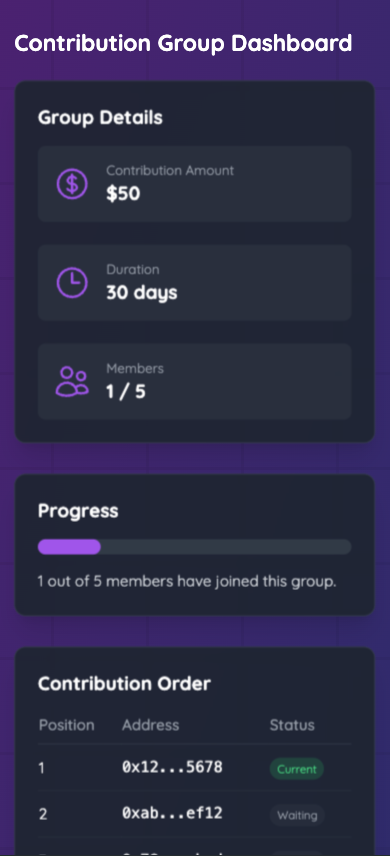 Contribution Group Dashboard
Group Details
Contribution Amount
$50
Duration
30 days
Members
1 / 5
Progress
1 out of 5 members have joined this group.
Contribution Order
Position Address Status
1 0x12...5678 Current
2 0xab...ef12 Waiting